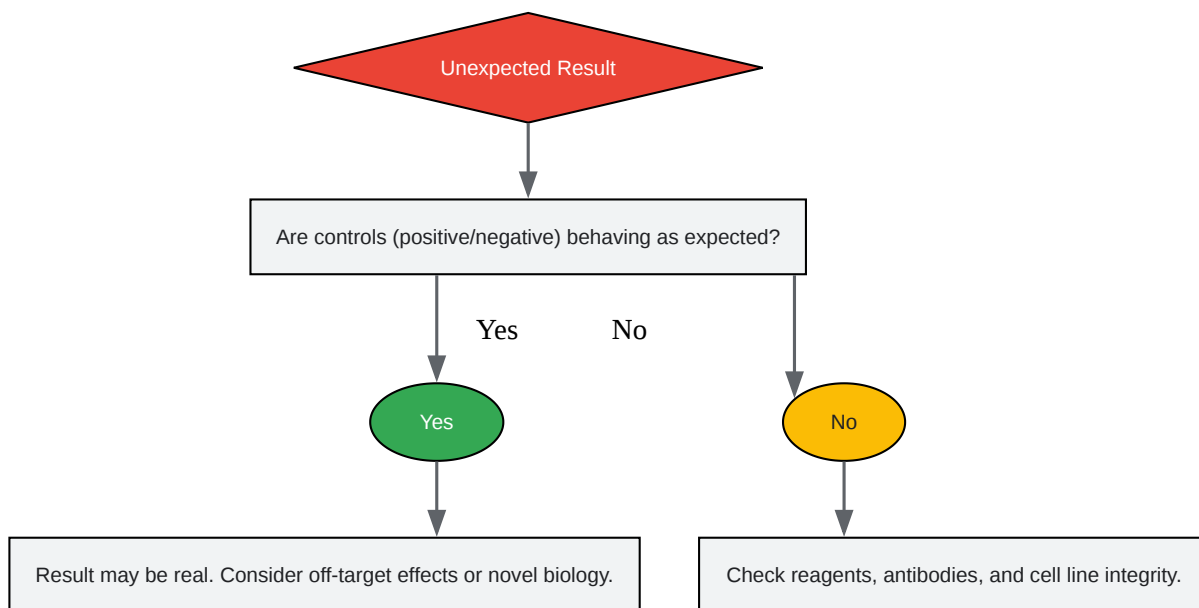 Unexpected Result
Are controls (positive/negative) behaving as expected?
Yes
No
Yes
No
Result may be real. Consider off-target effects or novel biology.
Check reagents, antibodies, and cell line integrity.